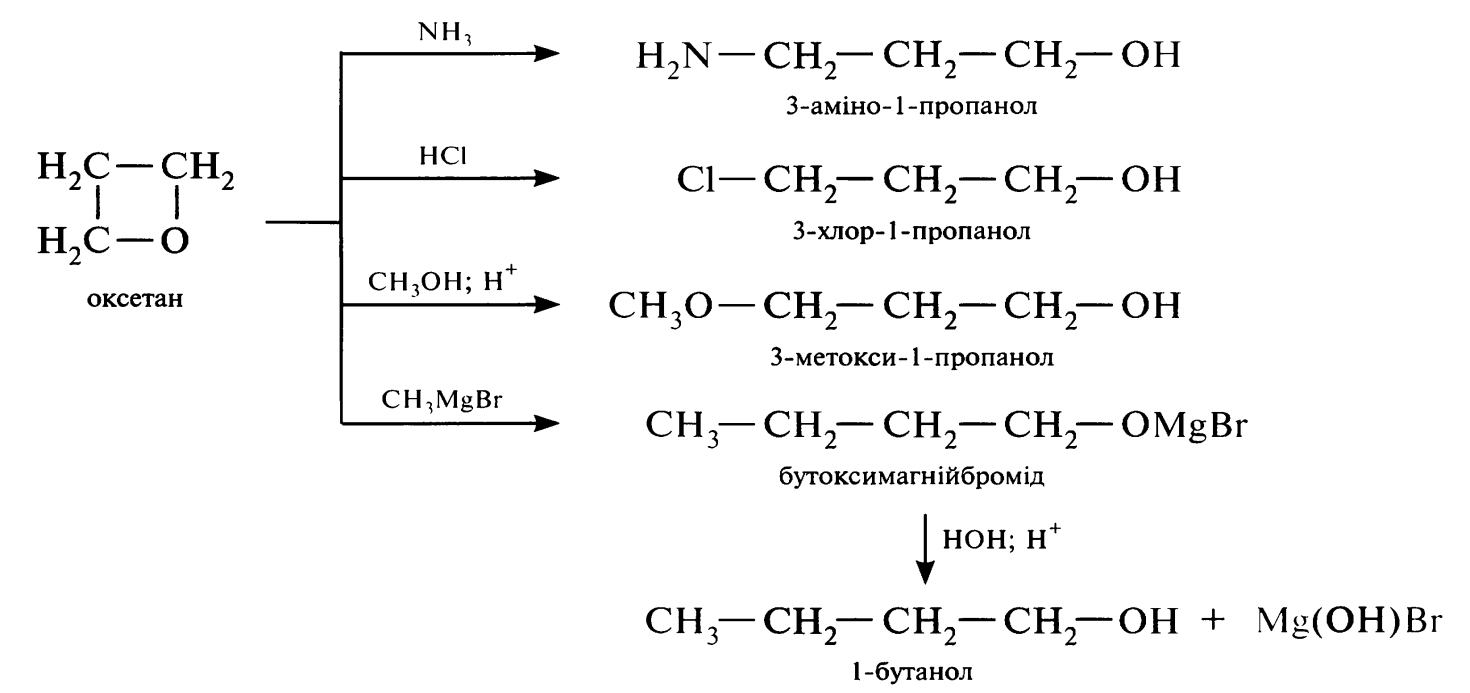 NH₃
H₂N—CH₂—CH₂—CH₂—OH
3-аміно-1-пропанол
H₂C—CH₂
H₂C—O
оксетан
HCl
Cl—CH₂—CH₂—CH₂—OH
3-хлор-1-пропанол
CH₃OH; H⁺
CH₃O—CH₂—CH₂—CH₂—OH
3-метокси-1-пропанол
CH₃MgBr
CH₃—CH₂—CH₂—CH₂—OMgBr
бутоксимагнійбромід
HOH; H⁺
CH₃—CH₂—CH₂—CH₂—OH + Mg(OH)Br
1-бутанол